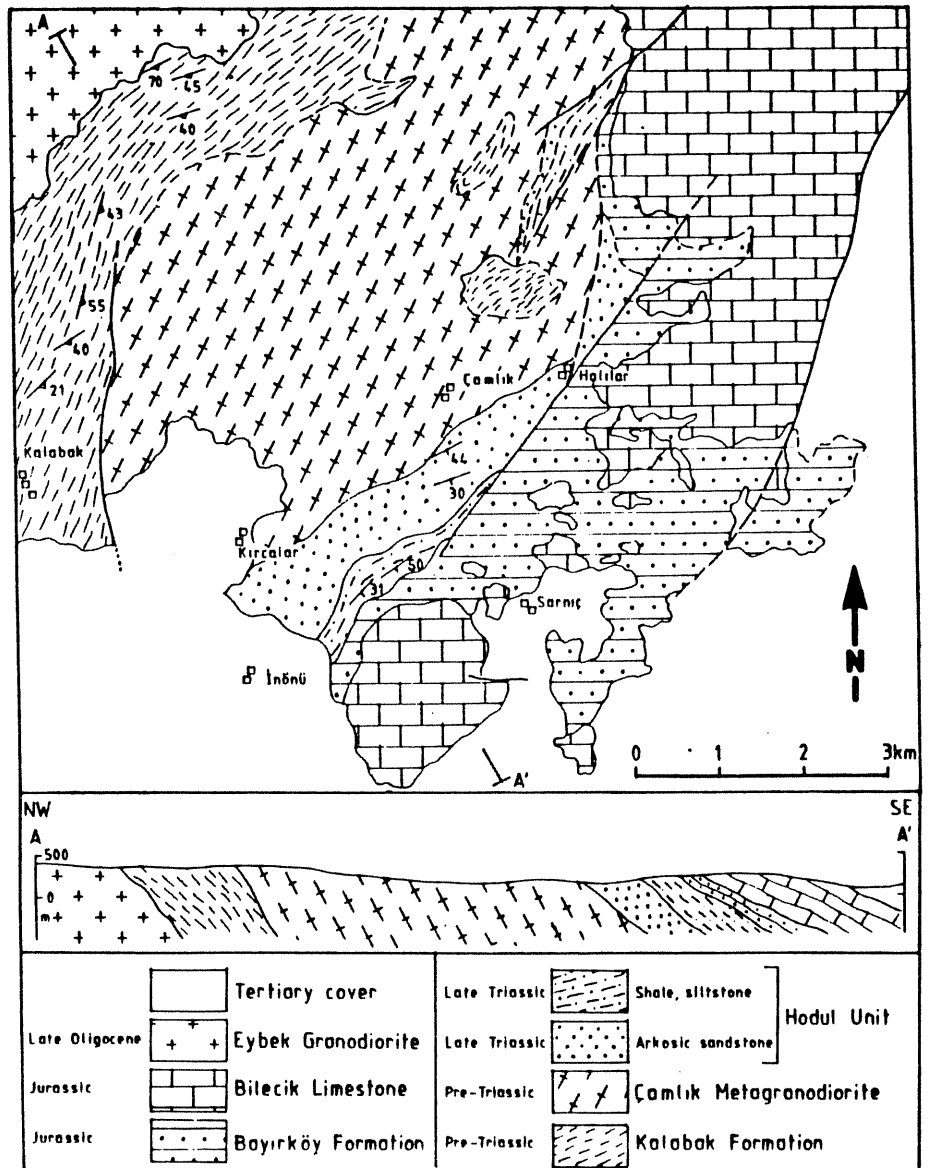 A
70
45
40
43
55
40
21
Kalabak
Çamlık
Halılar
44
30
Kırcalar
50
31
Sarnıç
İnönü
N
0 1 2 3km
A'
NW SE
A A'
500
0
m
Tertiary cover
Late Oligocene Eybek Granodiorite
Jurassic Bilecik Limestone
Jurassic Bayırköy Formation
Late Triassic Shale, siltstone
Hodul Unit
Late Triassic Arkosic sandstone
Pre-Triassic Çamlık Metagranodiorite
Pre-Triassic Kalabak Formation